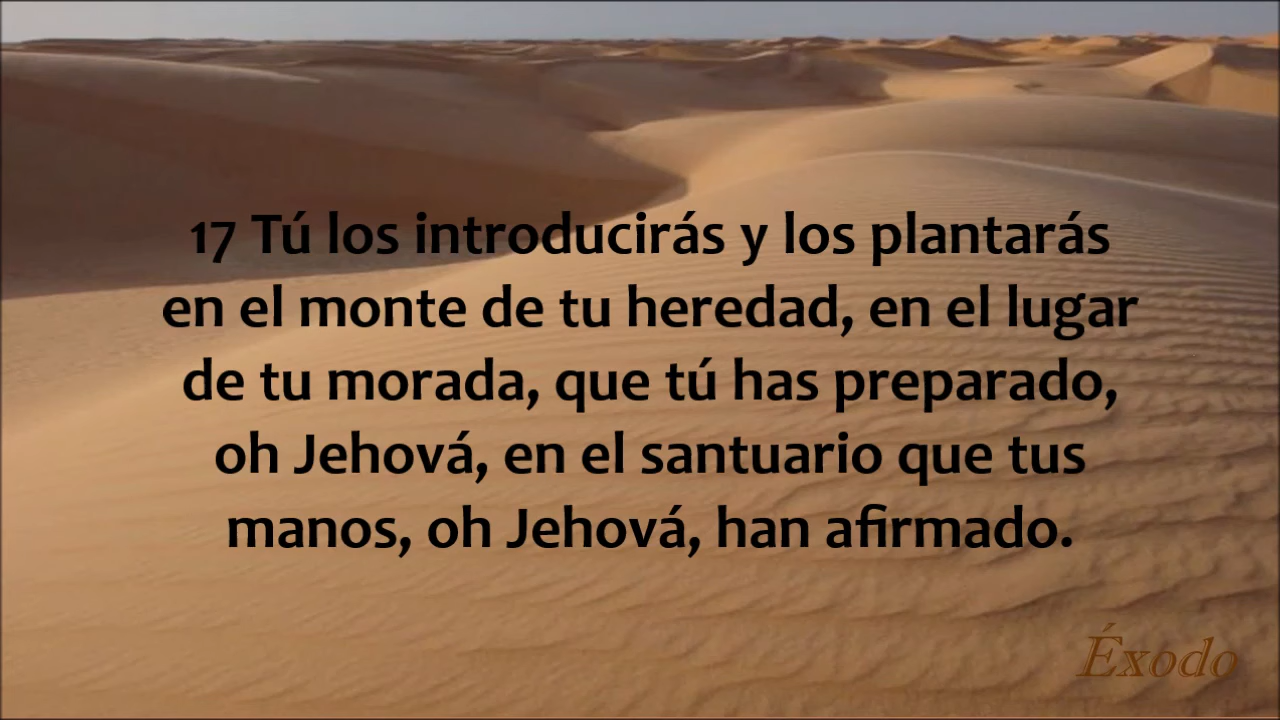 17 Tú los introducirás y los plantarás
en el monte de tu heredad, en el lugar
de tu morada, que tú has preparado,
oh Jehová, en el santuario que tus
manos, oh Jehová, han afirmado.
Éxodo